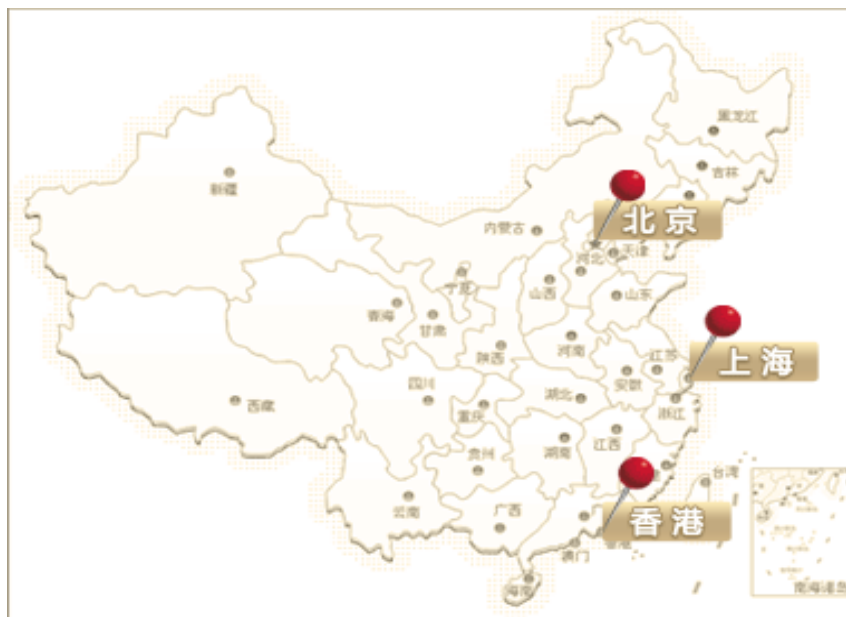 黑龙江
吉林
新疆
北京
内蒙古
天津
河北
宁夏
山西
山东
青海
甘肃
河南
江苏
陕西
上海
安徽
四川
湖北
西藏
重庆
浙江
江西
湖南
贵州
台湾
云南
广西
香港
澳门
海南
南海诸岛